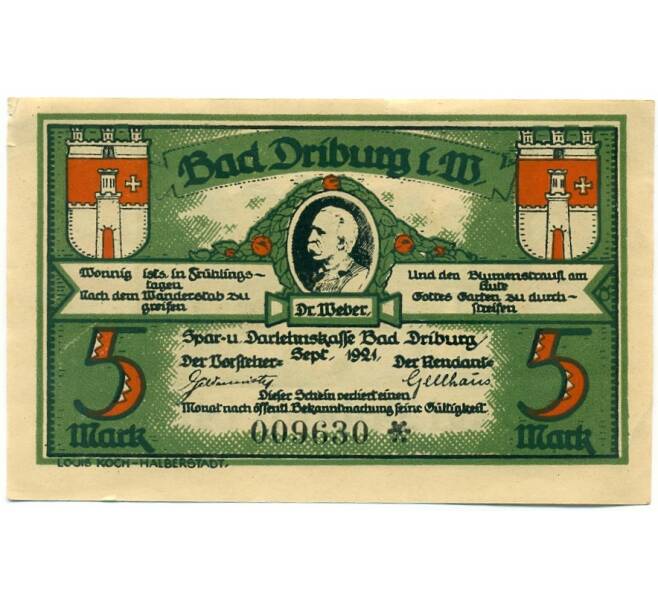 Bad Driburg i. W.
Wonnig ists in Frühlings-
tagen
Nach dem Wanderstab zu
greifen
Und den Blumenstrauß am
Hute
Gottes Garten zu durch-
streifen
Dr. Weber
Spar- u. Darlehnskasse Bad Driburg
Sept. 1921
Der Vorsteher= Der Rendant=
Gellhaus
Dieser Schein verliert einen
Monat nach öffentl. Bekanntmachung seine Gültigkeit
5 Mark
5 Mark
009630 *
LOUIS KOCH-HALBERSTADT.